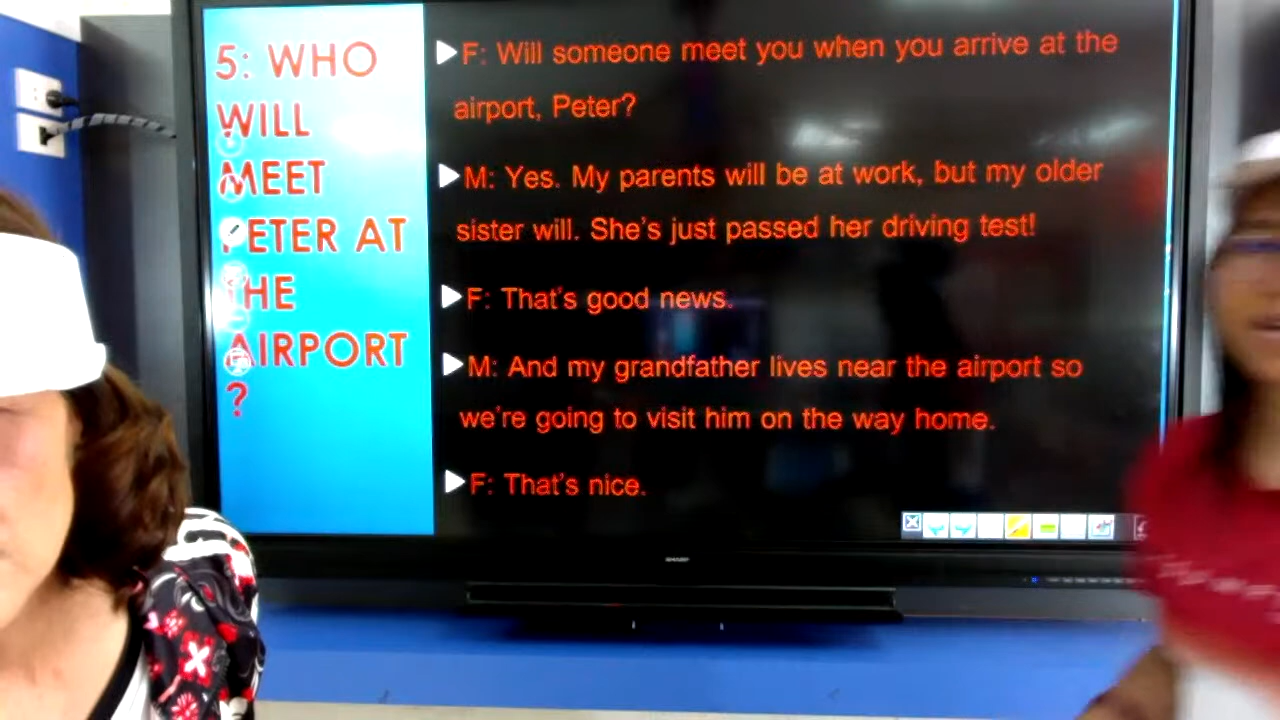 5: WHO
WILL
MEET
PETER AT
THE
AIRPORT
?
F: Will someone meet you when you arrive at the
airport, Peter?
M: Yes. My parents will be at work, but my older
sister will. She's just passed her driving test!
F: That's good news.
M: And my grandfather lives near the airport so
we're going to visit him on the way home.
F: That's nice.
SHARP